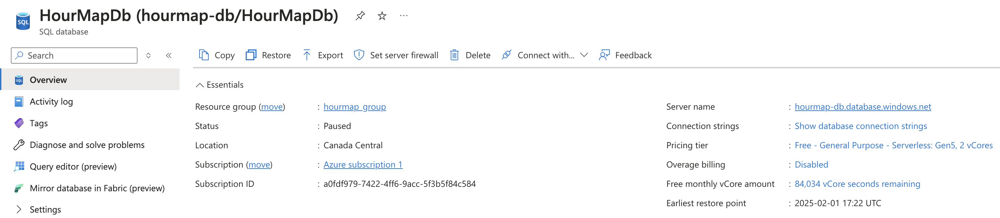 HourMapDb (hourmap-db/HourMapDb)
SQL database
Search
Copy Restore Export Set server firewall Delete Connect with... Feedback
Overview
Activity log
Tags
Diagnose and solve problems
Query editor (preview)
Mirror database in Fabric (preview)
Settings
Essentials
Resource group (move) : hourmap_group
Status : Paused
Location : Canada Central
Subscription (move) : Azure subscription 1
Subscription ID : a0fdf979-7422-4ff6-9acc-5f3b5f84c584
Server name : hourmap-db.database.windows.net
Connection strings : Show database connection strings
Pricing tier : Free - General Purpose - Serverless: Gen5, 2 vCores
Overage billing : Disabled
Free monthly vCore amount : 84,034 vCore seconds remaining
Earliest restore point : 2025-02-01 17:22 UTC